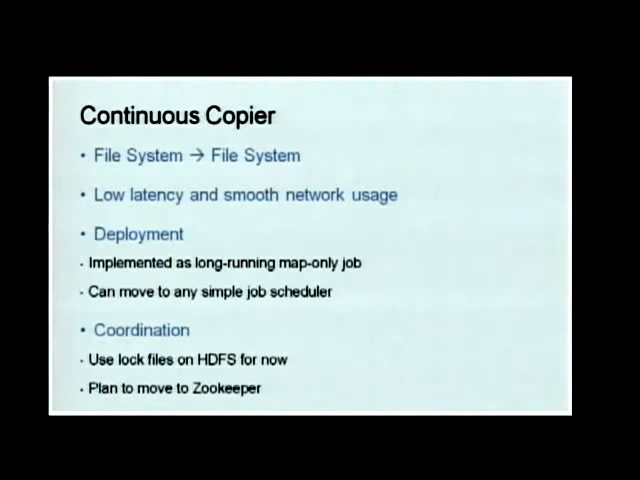 Continuous Copier
• File System → File System
• Low latency and smooth network usage
• Deployment
- Implemented as long-running map-only job
- Can move to any simple job scheduler
• Coordination
- Use lock files on HDFS for now
- Plan to move to Zookeeper